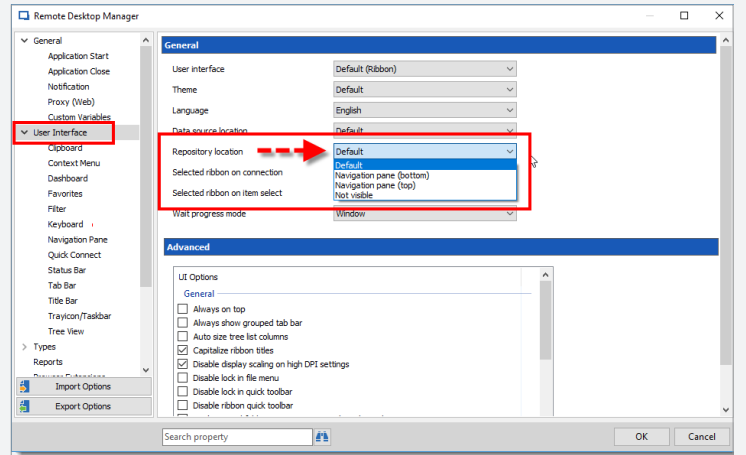 Remote Desktop Manager
General
Application Start
Application Close
Notification
Proxy (Web)
Custom Variables
User Interface
Clipboard
Context Menu
Dashboard
Favorites
Filter
Keyboard
Navigation Pane
Quick Connect
Status Bar
Tab Bar
Title Bar
Trayicon/Taskbar
Tree View
Types
Reports
Import Options
Export Options
General
User interface Default (Ribbon)
Theme Default
Language English
Data source location Default
Repository location Default
Default
Navigation pane (bottom)
Selected ribbon on connection
Navigation pane (top)
Selected ribbon on item select
Not visible
Wait progress mode Window
Advanced
UI Options
General
Always on top
Always show grouped tab bar
Auto size tree list columns
Capitalize ribbon titles
Disable display scaling on high DPI settings
Disable lock in file menu
Disable lock in quick toolbar
Disable ribbon quick toolbar
Search property
OK Cancel